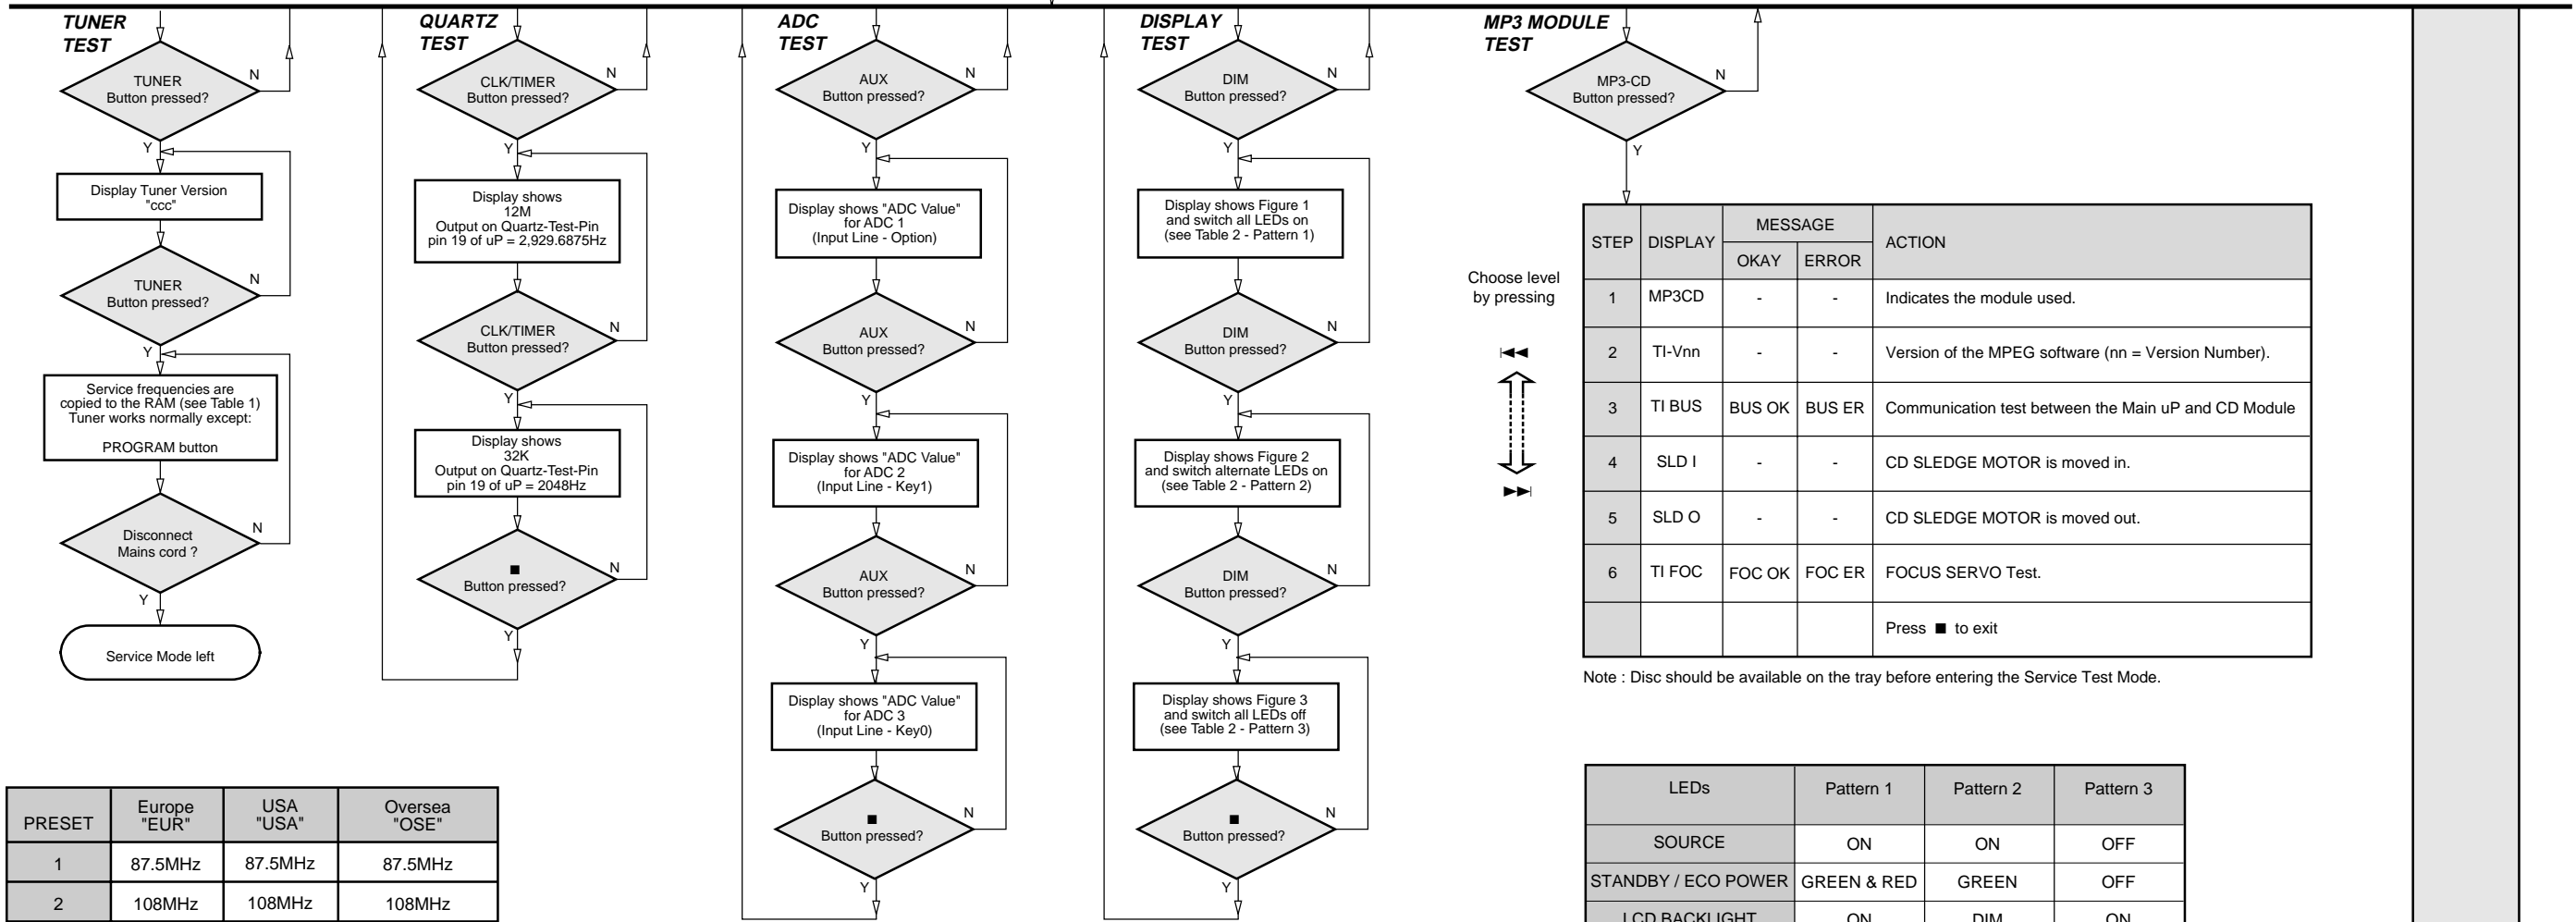 TUNER
TEST
TUNER
Button pressed?
N
Y
Display Tuner Version
"ccc"
TUNER
Button pressed?
N
Y
Service frequencies are
copied to the RAM (see Table 1)
Tuner works normally except:
PROGRAM button
Disconnect
Mains cord ?
N
Y
Service Mode left
QUARTZ
TEST
CLK/TIMER
Button pressed?
N
Y
Display shows
12M
Output on Quartz-Test-Pin
pin 19 of uP = 2,929.6875Hz
CLK/TIMER
Button pressed?
N
Y
Display shows
32K
Output on Quartz-Test-Pin
pin 19 of uP = 2048Hz
■
Button pressed?
N
Y
ADC
TEST
AUX
Button pressed?
N
Y
Display shows "ADC Value"
for ADC 1
(Input Line - Option)
AUX
Button pressed?
N
Y
Display shows "ADC Value"
for ADC 2
(Input Line - Key1)
AUX
Button pressed?
N
Y
Display shows "ADC Value"
for ADC 3
(Input Line - Key0)
■
Button pressed?
N
Y
DISPLAY
TEST
DIM
Button pressed?
N
Y
Display shows Figure 1
and switch all LEDs on
(see Table 2 - Pattern 1)
DIM
Button pressed?
N
Y
Display shows Figure 2
and switch alternate LEDs on
(see Table 2 - Pattern 2)
DIM
Button pressed?
N
Y
Display shows Figure 3
and switch all LEDs off
(see Table 2 - Pattern 3)
■
Button pressed?
N
Y
MP3 MODULE
TEST
MP3-CD
Button pressed?
N
Y
Choose level
by pressing
STEP DISPLAY MESSAGE ACTION
OKAY ERROR
1 MP3CD - - Indicates the module used.
2 TI-Vnn - - Version of the MPEG software (nn = Version Number).
3 TI BUS BUS OK BUS ER Communication test between the Main uP and CD Module
4 SLD I - - CD SLEDGE MOTOR is moved in.
5 SLD O - - CD SLEDGE MOTOR is moved out.
6 TI FOC FOC OK FOC ER FOCUS SERVO Test.
Press ■ to exit
Note : Disc should be available on the tray before entering the Service Test Mode.
PRESET Europe "EUR" USA "USA" Oversea "OSE"
1 87.5MHz 87.5MHz 87.5MHz
2 108MHz 108MHz 108MHz
LEDs Pattern 1 Pattern 2 Pattern 3
SOURCE ON ON OFF
STANDBY / ECO POWER GREEN & RED GREEN OFF
LCD BACKLIGHT ON DIM ON